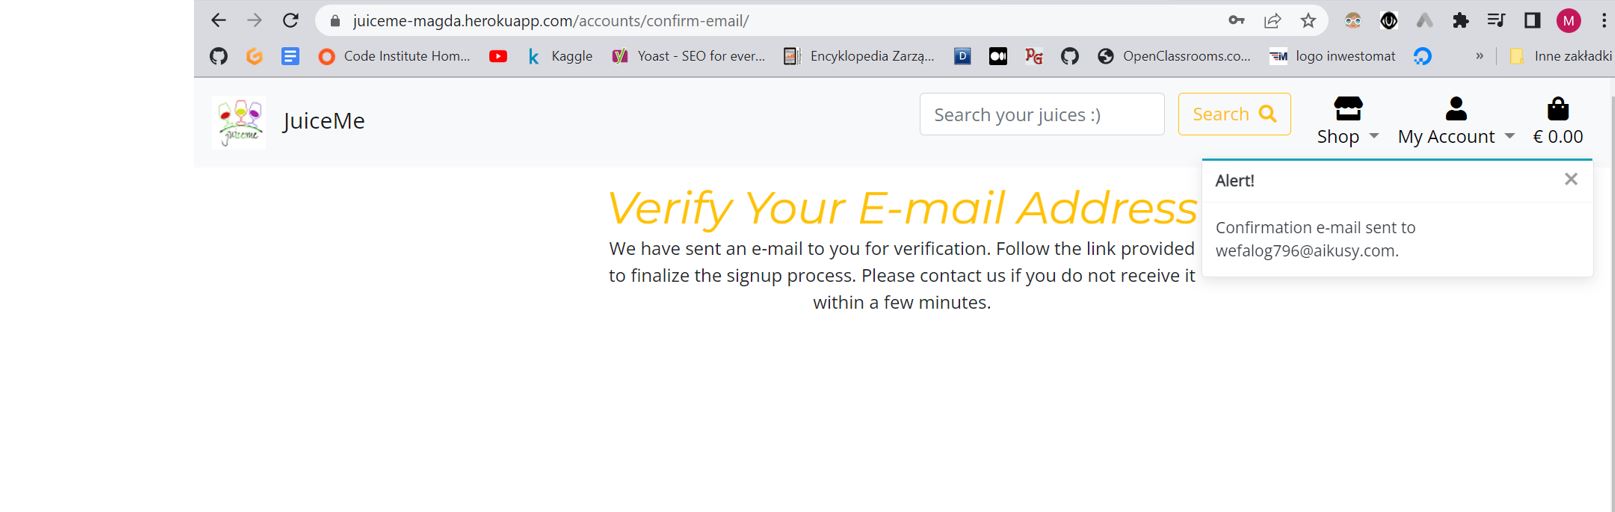 juiceme-magda.herokuapp.com/accounts/confirm-email/
M
Code Institute Hom...
Kaggle
Yoast - SEO for ever...
Encyklopedia Zarzą...
D
PG
OpenClassrooms.co...
logo inwestomat
»
Inne zakładki
juiceme
JuiceMe
Search your juices :)
Search
Shop
My Account
€ 0.00
Alert!
Confirmation e-mail sent to
wefalog796@aikusy.com.
Verify Your E-mail Address
We have sent an e-mail to you for verification. Follow the link provided
to finalize the signup process. Please contact us if you do not receive it
within a few minutes.